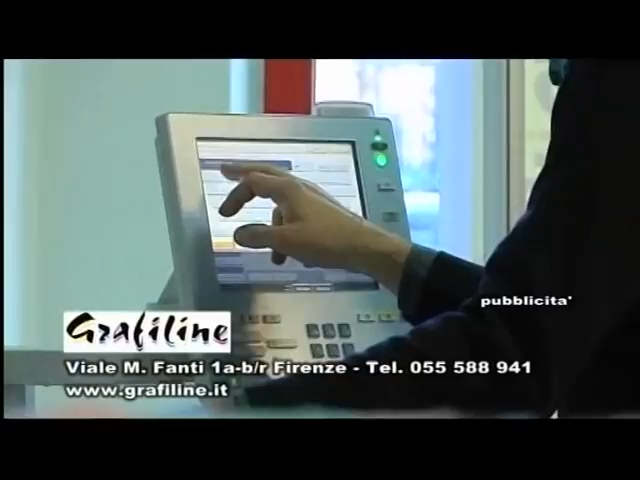 pubblicita'
Grafiline
Viale M. Fanti 1a-b/r Firenze - Tel. 055 588 941
www.grafiline.it